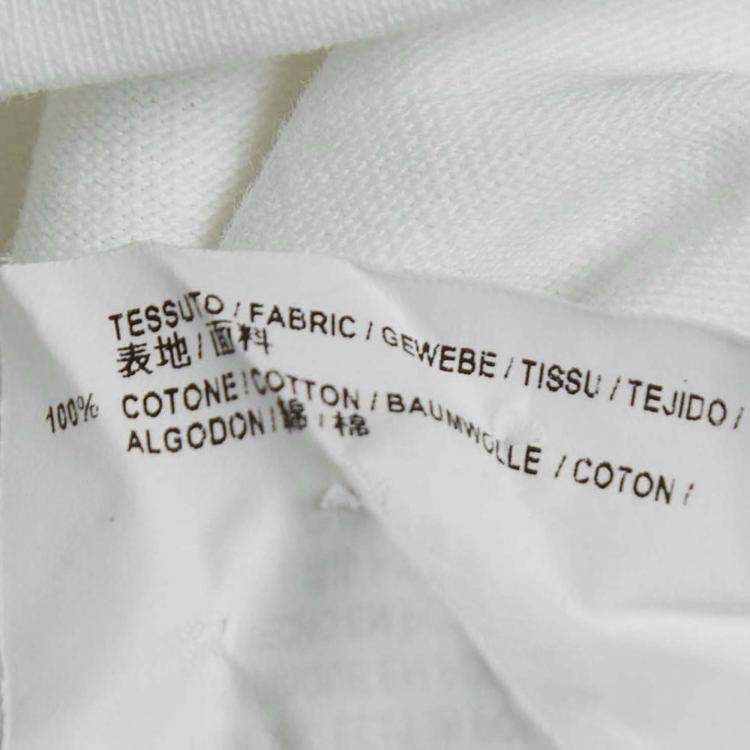 TESSUTO / FABRIC / GEWEBE / TISSU / TEJIDO /
表地 / 面料
100% COTONE / COTTON / BAUMWOLLE / COTON /
ALGODON / 綿 / 棉